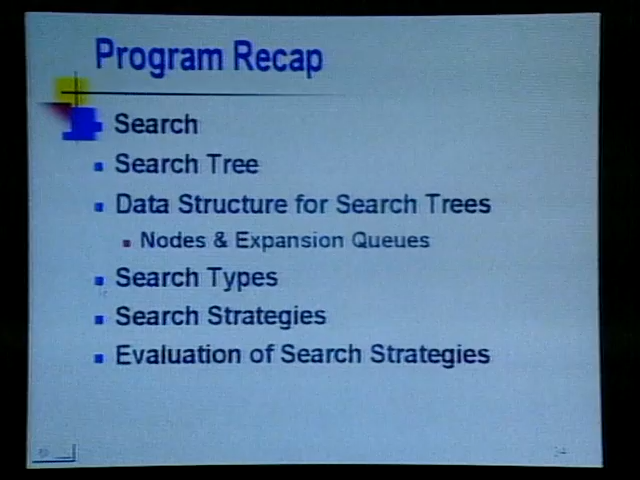 Program Recap
Search
Search Tree
Data Structure for Search Trees
Nodes & Expansion Queues
Search Types
Search Strategies
Evaluation of Search Strategies